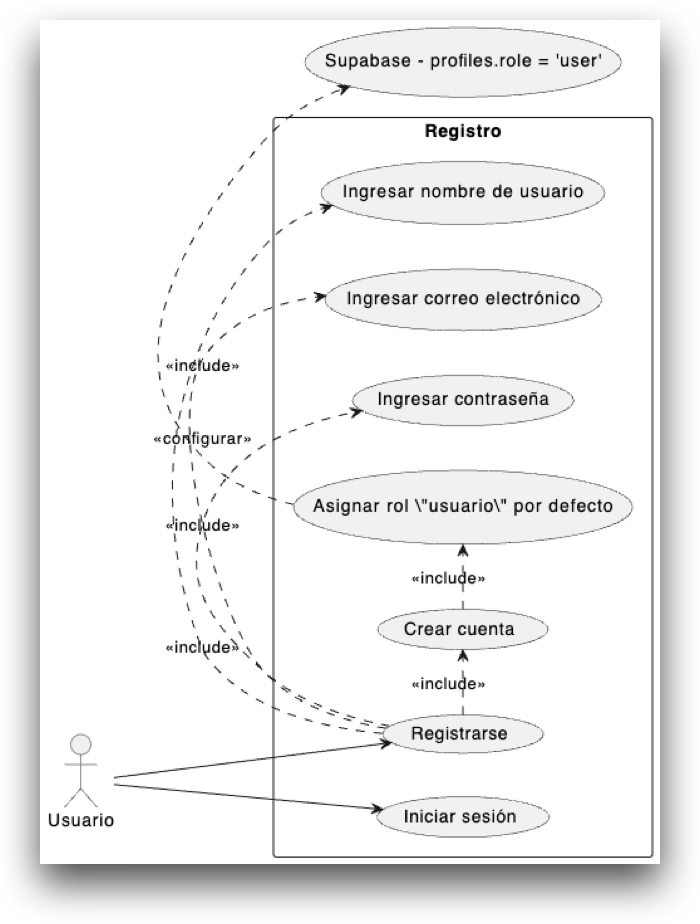 Supabase - profiles.role = 'user'
Registro
Ingresar nombre de usuario
Ingresar correo electrónico
«include»
Ingresar contraseña
«configurar»
Asignar rol \"usuario\" por defecto
«include»
«include»
Crear cuenta
«include»
«include»
Registrarse
Iniciar sesión
Usuario